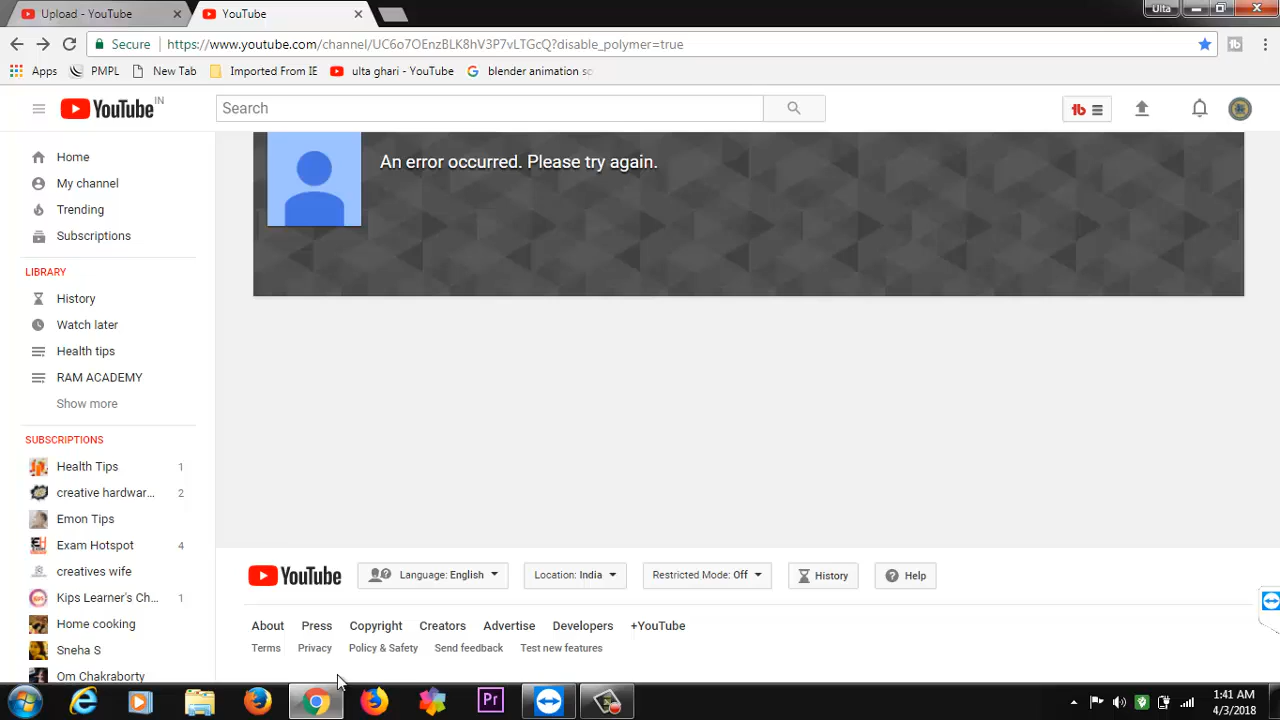 Upload - YouTube
YouTube
Ulta
Secure
https://www.youtube.com/channel/UC6o7OEnzBLK8hV3P7vLTGcQ?disable_polymer=true
Apps
PMPL
New Tab
Imported From IE
ulta ghari - YouTube
blender animation so
YouTube IN
Search
An error occurred. Please try again.
Home
My channel
Trending
Subscriptions
LIBRARY
History
Watch later
Health tips
RAM ACADEMY
Show more
SUBSCRIPTIONS
Health Tips 1
creative hardwar... 2
Emon Tips
Exam Hotspot 4
creatives wife
Kips Learner's Ch... 1
Home cooking
Sneha S
Om Chakraborty
YouTube
Language: English
Location: India
Restricted Mode: Off
History
Help
About Press Copyright Creators Advertise Developers +YouTube
Terms Privacy Policy & Safety Send feedback Test new features
Pr
1:41 AM
4/3/2018